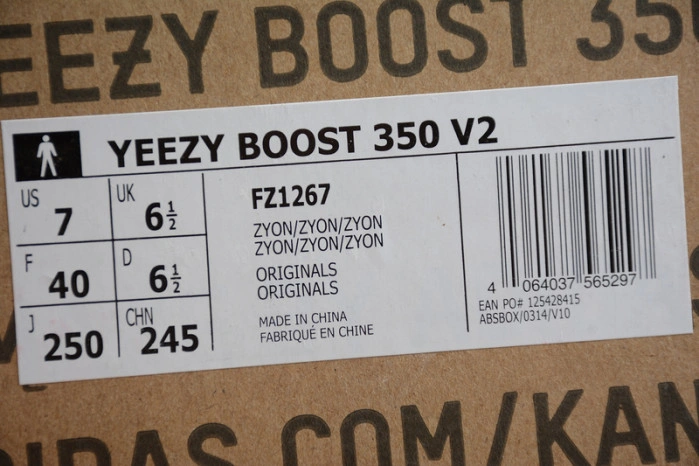 EEZY BOOST 350
YEEZY BOOST 350 V2
US 7
UK 6½
F 40
D 6½
J 250
CHN 245
FZ1267
ZYON/ZYON/ZYON
ZYON/ZYON/ZYON
ORIGINALS
ORIGINALS
MADE IN CHINA
FABRIQUÉ EN CHINE
4 064037 565297
EAN PO# 125428415
ABSBOX/0314/V10
DIDAS.COM/KAN